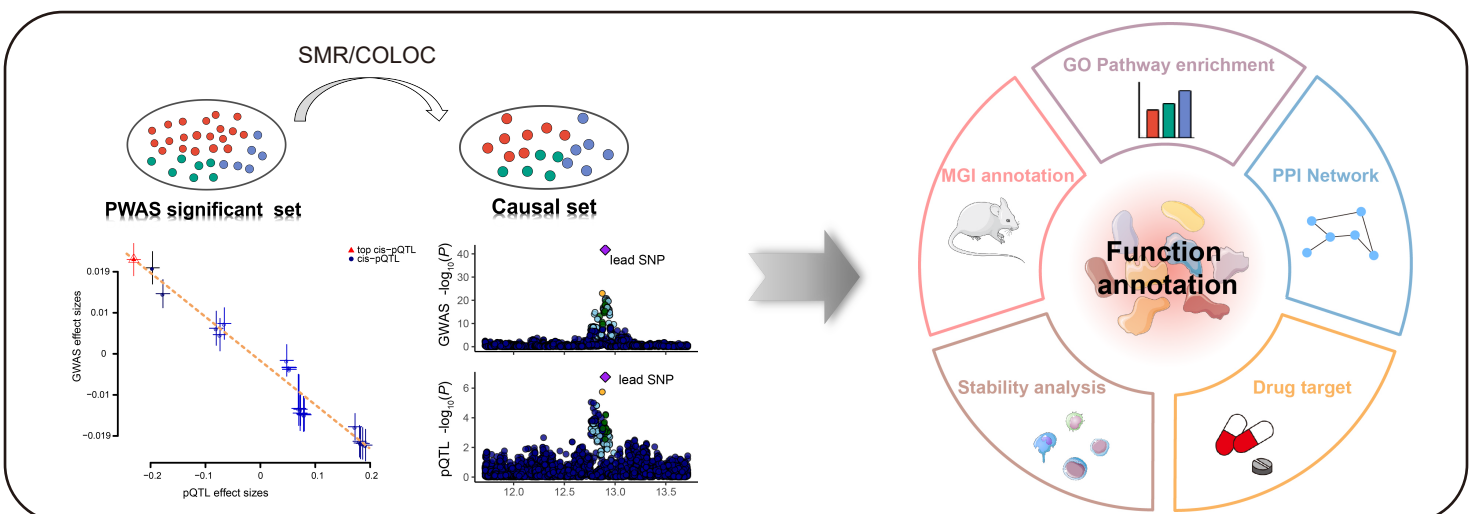 SMR/COLOC
PWAS significant set
Causal set
top cis−pQTL
cis−pQTL
GWAS effect sizes
0.019
0.01
0
−0.01
−0.019
−0.2
−0.1
0
0.1
0.2
pQTL effect sizes
GWAS -log10(P)
40
30
20
10
0
lead SNP
pQTL -log10(P)
6
4
2
0
lead SNP
12.0
12.5
13.0
13.5
GO Pathway enrichment
MGI annotation
PPI Network
Function
annotation
Stability analysis
Drug target